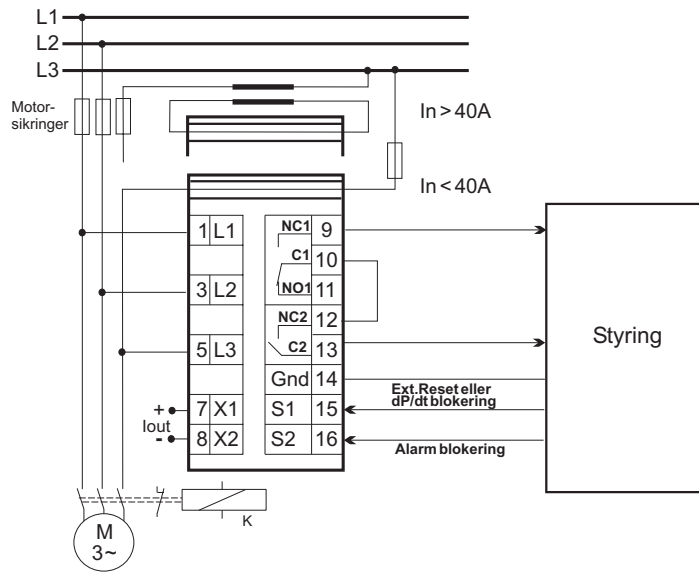 L1
L2
L3
Motor-
sikringer
In > 40A
In < 40A
1 L1 NC1 9
C1 10
3 L2 NO1 11
NC2 12
5 L3 C2 13
Gnd 14
7 X1 S1 15
8 X2 S2 16
+
Iout
-
Ext.Reset eller
dP/dt blokering
Alarm blokering
Styring
K
M
3~